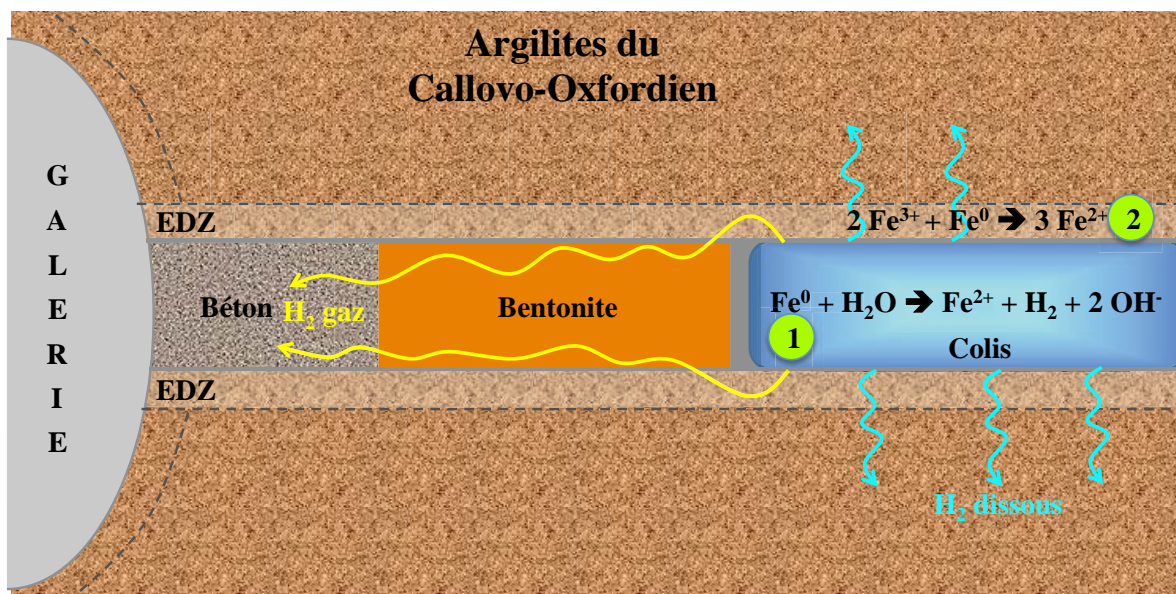 Argilites du
Callovo-Oxfordien
G
A
L
E
R
I
E
EDZ
2 Fe³⁺ + Fe⁰ ➔ 3 Fe²⁺
2
Béton
H₂ gaz
Bentonite
Fe⁰ + H₂O ➔ Fe²⁺ + H₂ + 2 OH⁻
1
Colis
EDZ
H₂ dissous